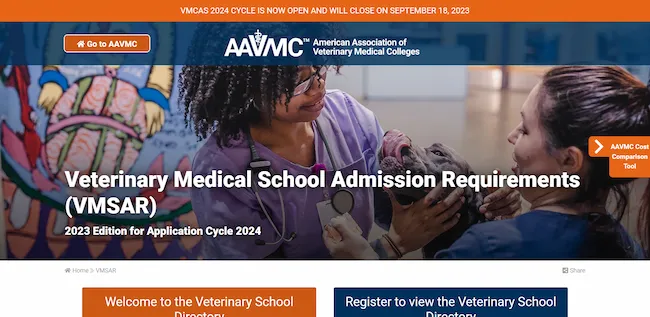 VMCAS 2024 CYCLE IS NOW OPEN AND WILL CLOSE ON SEPTEMBER 18, 2023
Go to AAVMC
AAVMC™ American Association of
Veterinary Medical Colleges
AAVMC Cost
Comparison
Tool
Veterinary Medical School Admission Requirements
(VMSAR)
2023 Edition for Application Cycle 2024
Home > VMSAR
Share
Welcome to the Veterinary School
Directory
Register to view the Veterinary School
Directory